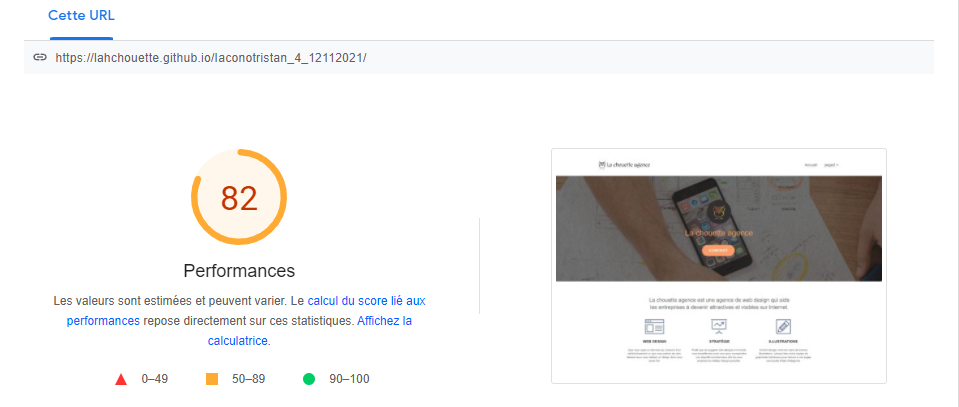 Cette URL
https://lahchouette.github.io/laconotristan_4_12112021/
82
Performances
Les valeurs sont estimées et peuvent varier. Le calcul du score lié aux
performances repose directement sur ces statistiques. Affichez la
calculatrice.
0–49
50–89
90–100
La chouette agence
Accueil
La chouette agence
La chouette agence est une agence de web design qui aide
les entreprises à devenir attractives et visibles sur Internet
WEB DESIGN
STRATÉGIE
ILLUSTRATIONS